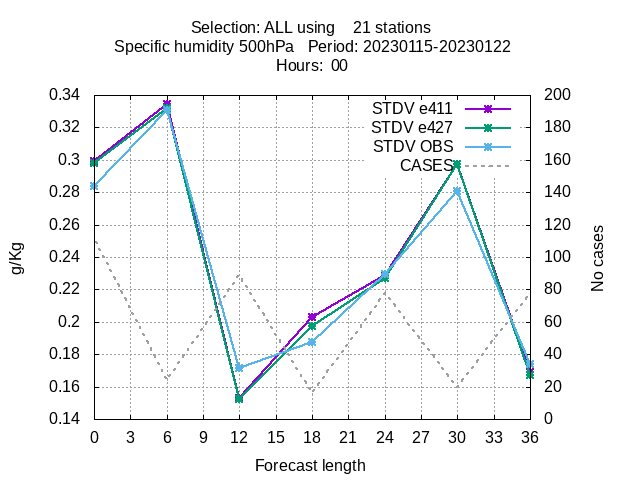 Selection: ALL using    21 stations
Specific humidity 500hPa   Period: 20230115-20230122
Hours:  00
0.34
0.32
0.3
0.28
0.26
0.24
0.22
0.2
0.18
0.16
0.14
g/Kg
STDV e411
STDV e427
STDV OBS
CASES
200
180
160
140
120
100
80
60
40
20
0
No cases
0 3 6 9 12 15 18 21 24 27 30 33 36
Forecast length